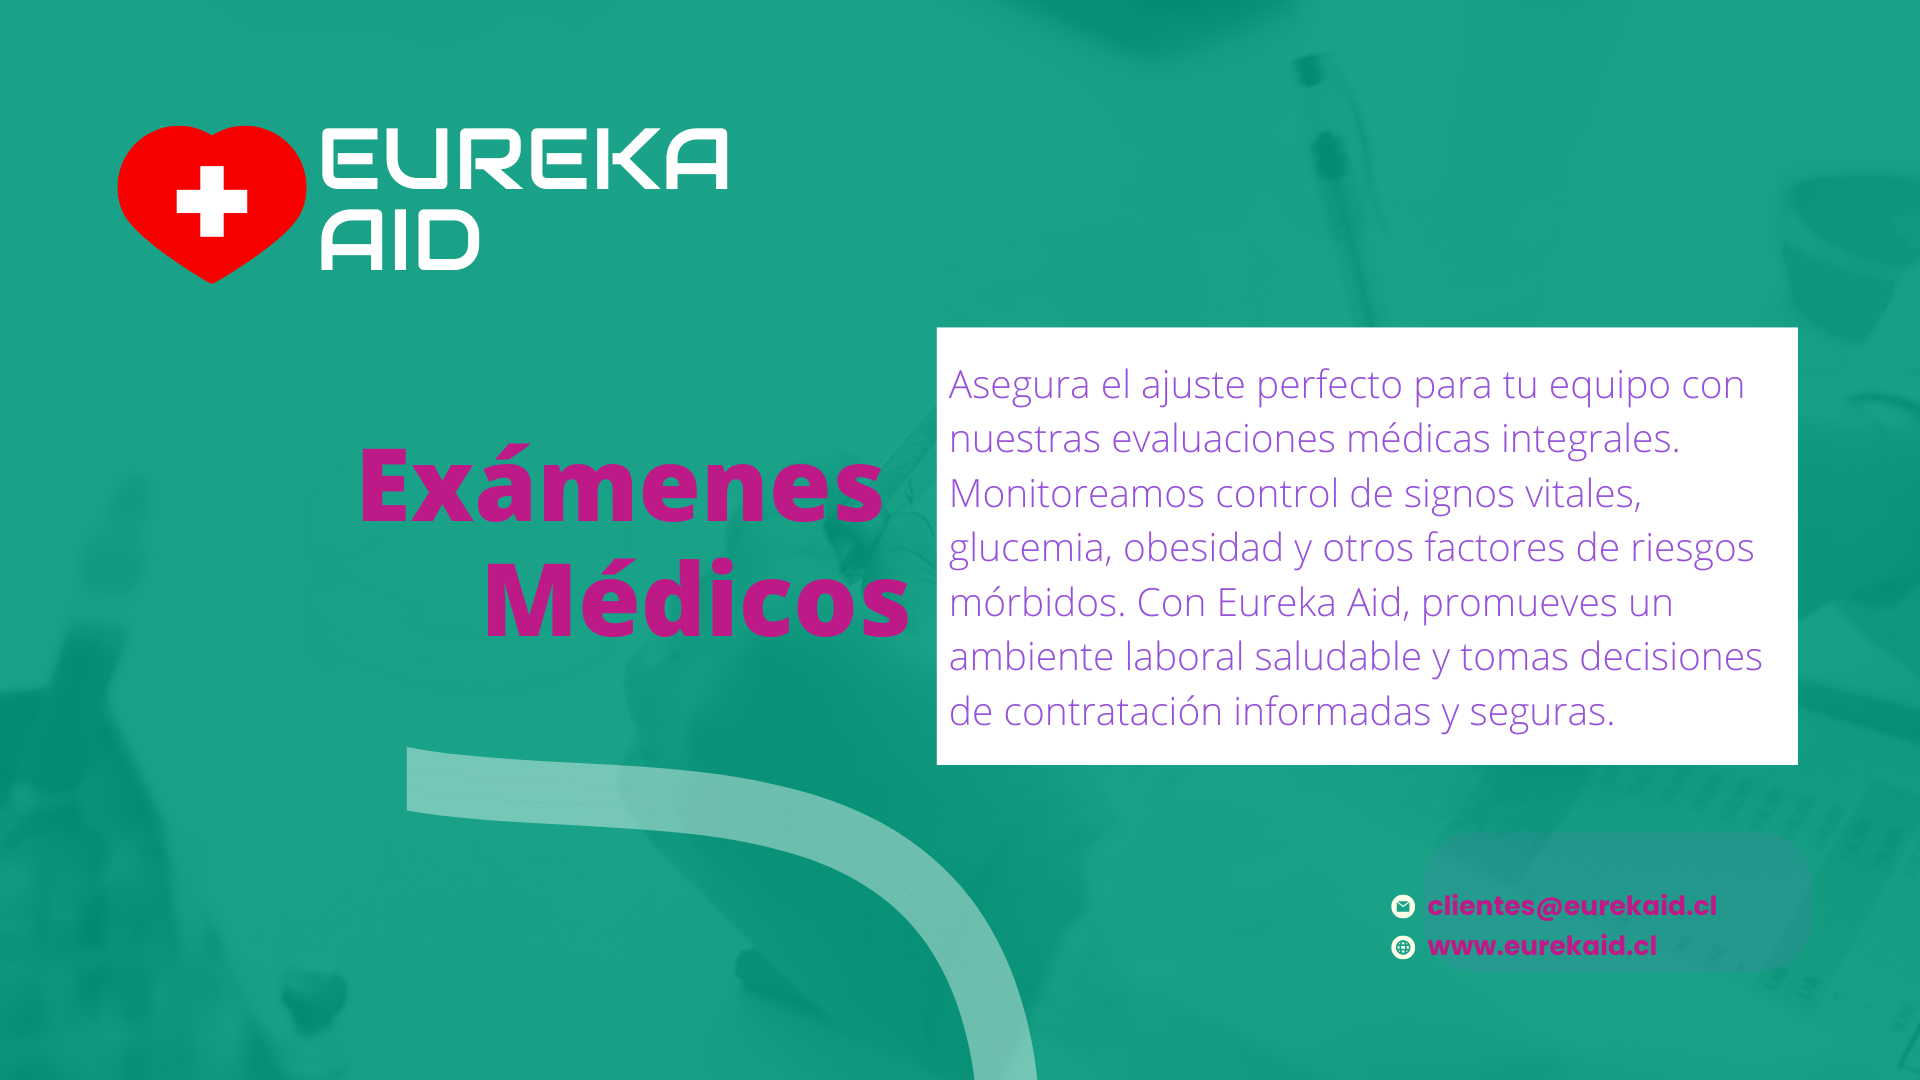 EUREKA
AID
Exámenes
Médicos
Asegura el ajuste perfecto para tu equipo con
nuestras evaluaciones médicas integrales.
Monitoreamos control de signos vitales,
glucemia, obesidad y otros factores de riesgos
mórbidos. Con Eureka Aid, promueves un
ambiente laboral saludable y tomas decisiones
de contratación informadas y seguras.
clientes@eurekaid.cl
www.eurekaid.cl